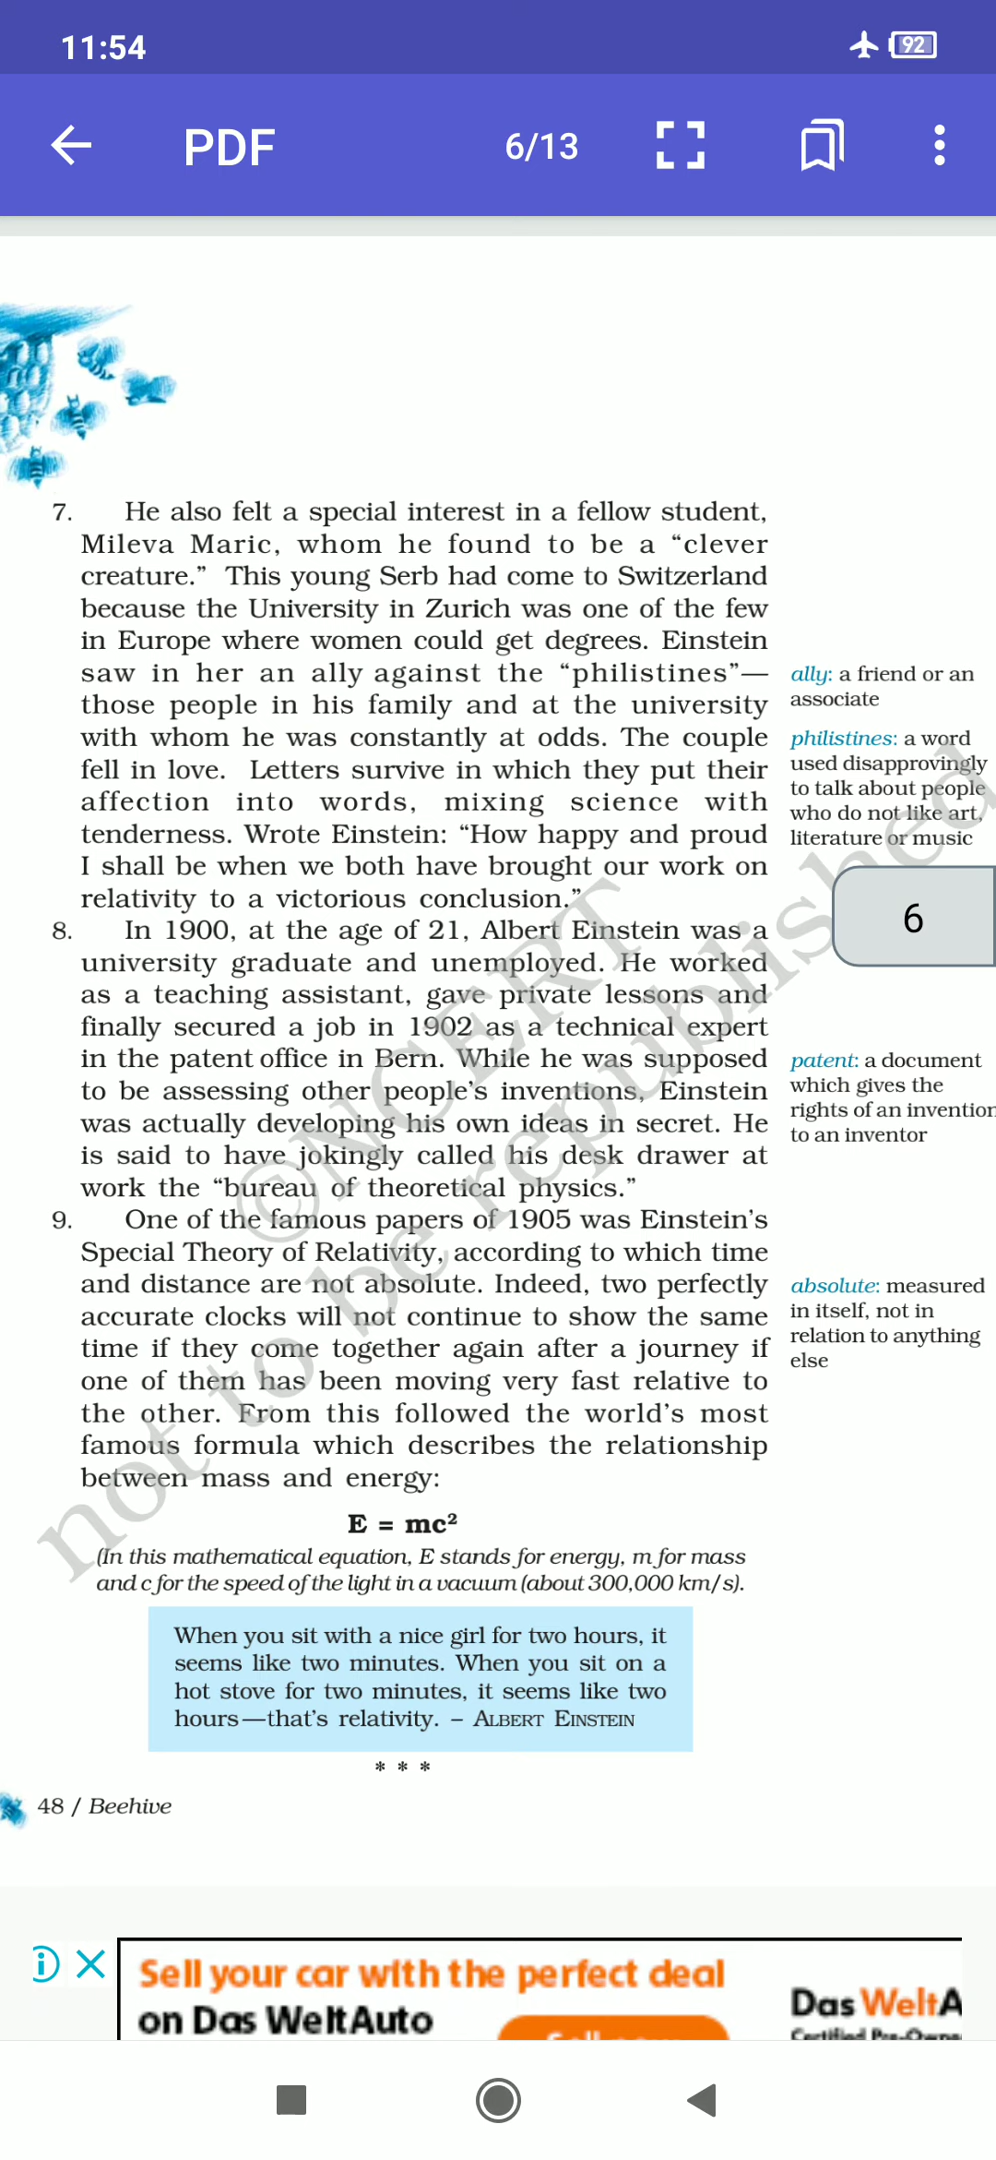 11:54
92
PDF
6/13
7. He also felt a special interest in a fellow student,
Mileva Maric, whom he found to be a “clever
creature.” This young Serb had come to Switzerland
because the University in Zurich was one of the few
in Europe where women could get degrees. Einstein
saw in her an ally against the “philistines”—
those people in his family and at the university
with whom he was constantly at odds. The couple
fell in love. Letters survive in which they put their
affection into words, mixing science with
tenderness. Wrote Einstein: “How happy and proud
I shall be when we both have brought our work on
relativity to a victorious conclusion.”
ally: a friend or an
associate
philistines: a word
used disapprovingly
to talk about people
who do not like art,
literature or music
6
8. In 1900, at the age of 21, Albert Einstein was a
university graduate and unemployed. He worked
as a teaching assistant, gave private lessons and
finally secured a job in 1902 as a technical expert
in the patent office in Bern. While he was supposed
to be assessing other people’s inventions, Einstein
was actually developing his own ideas in secret. He
is said to have jokingly called his desk drawer at
work the “bureau of theoretical physics.”
patent: a document
which gives the
rights of an invention
to an inventor
9. One of the famous papers of 1905 was Einstein’s
Special Theory of Relativity, according to which time
and distance are not absolute. Indeed, two perfectly
accurate clocks will not continue to show the same
time if they come together again after a journey if
one of them has been moving very fast relative to
the other. From this followed the world’s most
famous formula which describes the relationship
between mass and energy:
absolute: measured
in itself, not in
relation to anything
else
E = mc²
(In this mathematical equation, E stands for energy, m for mass
and c for the speed of the light in a vacuum (about 300,000 km/s).
When you sit with a nice girl for two hours, it
seems like two minutes. When you sit on a
hot stove for two minutes, it seems like two
hours—that’s relativity. – ALBERT EINSTEIN
* * *
48 / Beehive
©NCERT
not to be republished
Sell your car with the perfect deal
on Das WeltAuto
Das WeltA